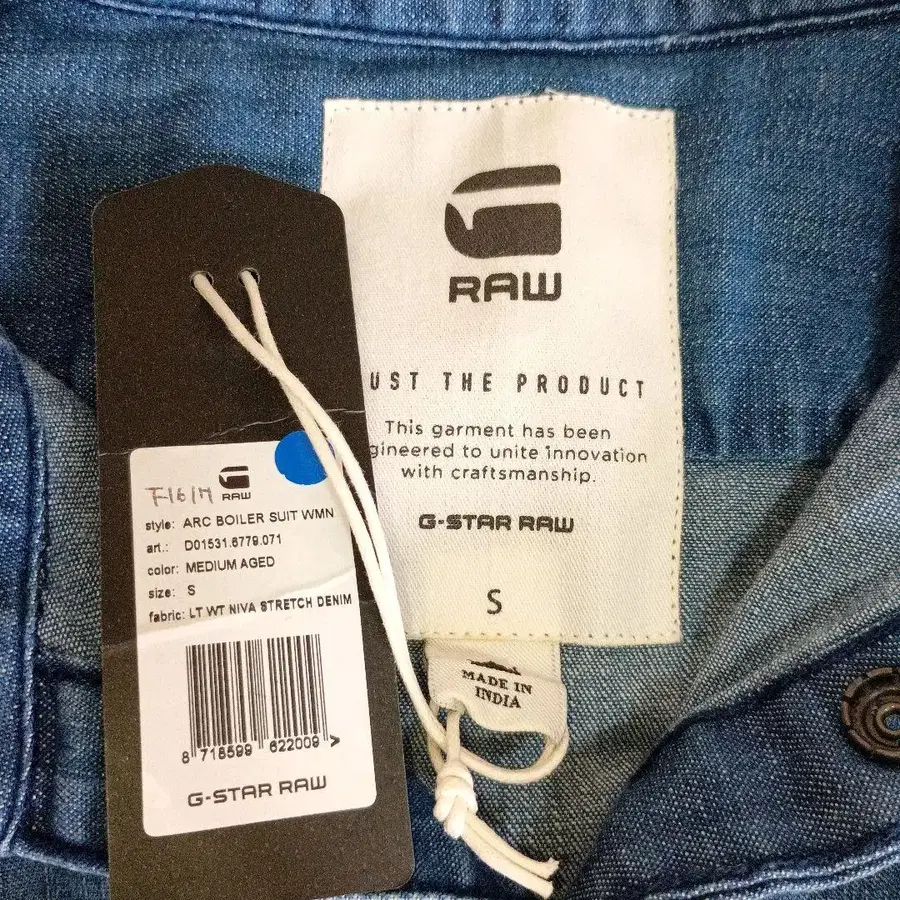 RAW
UST THE PRODUCT
This garment has been
gineered to unite innovation
with craftsmanship.
G-STAR RAW
S
MADE IN
INDIA
RAW
style: ARC BOILER SUIT WMN
art.: D01531.6779.071
color: MEDIUM AGED
size: S
fabric: LT WT NIVA STRETCH DENIM
8 718599 622009 >
G-STAR RAW